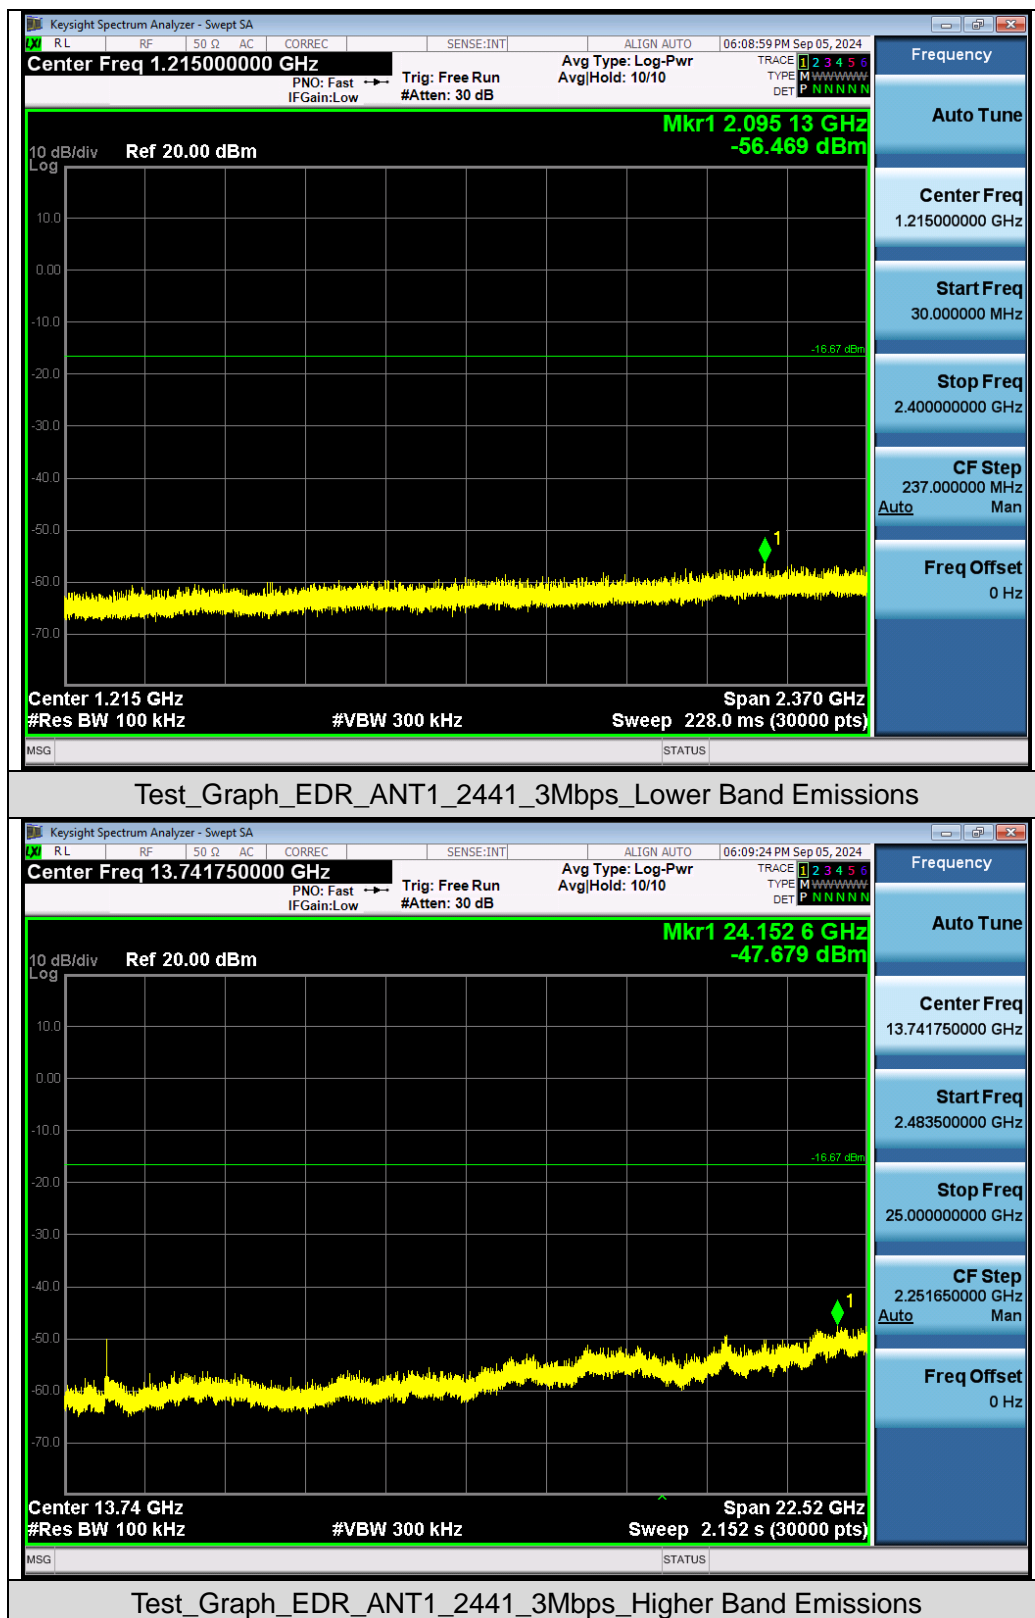 Keysight Spectrum Analyzer - Swept SA
LXI RL RF 50 Ω AC CORREC SENSE:INT ALIGN AUTO 06:08:59 PM Sep 05, 2024
Center Freq 1.215000000 GHz
PNO: Fast
IFGain:Low
Trig: Free Run
#Atten: 30 dB
Avg Type: Log-Pwr
Avg|Hold: 10/10
TRACE 1 2 3 4 5 6
TYPE M WWWWW
DET P N N N N N
Mkr1 2.095 13 GHz
-56.469 dBm
10 dB/div Ref 20.00 dBm
Log
10.0
0.00
-10.0
-16.67 dBm
-20.0
-30.0
-40.0
-50.0
1
-60.0
-70.0
Center 1.215 GHz Span 2.370 GHz
#Res BW 100 kHz #VBW 300 kHz Sweep 228.0 ms (30000 pts)
MSG STATUS
Frequency
Auto Tune
Center Freq
1.215000000 GHz
Start Freq
30.000000 MHz
Stop Freq
2.400000000 GHz
CF Step
237.000000 MHz
Auto Man
Freq Offset
0 Hz
Test_Graph_EDR_ANT1_2441_3Mbps_Lower Band Emissions
Keysight Spectrum Analyzer - Swept SA
LXI RL RF 50 Ω AC CORREC SENSE:INT ALIGN AUTO 06:09:24 PM Sep 05, 2024
Center Freq 13.741750000 GHz
PNO: Fast
IFGain:Low
Trig: Free Run
#Atten: 30 dB
Avg Type: Log-Pwr
Avg|Hold: 10/10
TRACE 1 2 3 4 5 6
TYPE M WWWWW
DET P N N N N N
Mkr1 24.152 6 GHz
-47.679 dBm
10 dB/div Ref 20.00 dBm
Log
10.0
0.00
-10.0
-16.67 dBm
-20.0
-30.0
-40.0
1
-50.0
-60.0
-70.0
Center 13.74 GHz Span 22.52 GHz
#Res BW 100 kHz #VBW 300 kHz Sweep 2.152 s (30000 pts)
MSG STATUS
Frequency
Auto Tune
Center Freq
13.741750000 GHz
Start Freq
2.483500000 GHz
Stop Freq
25.000000000 GHz
CF Step
2.251650000 GHz
Auto Man
Freq Offset
0 Hz
Test_Graph_EDR_ANT1_2441_3Mbps_Higher Band Emissions